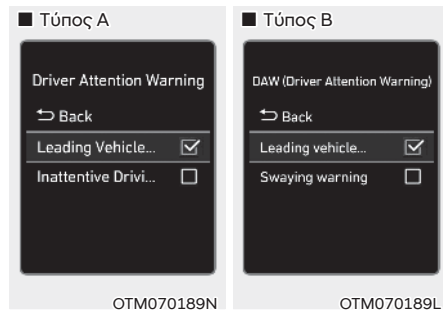 ■ Τύπος A
Driver Attention Warning
⮌ Back
Leading Vehicle...
Inattentive Drivi...
OTM070189N
■ Τύπος B
DAW (Driver Attention Warning)
⮌ Back
Leading vehicle...
Swaying warning
OTM070189L